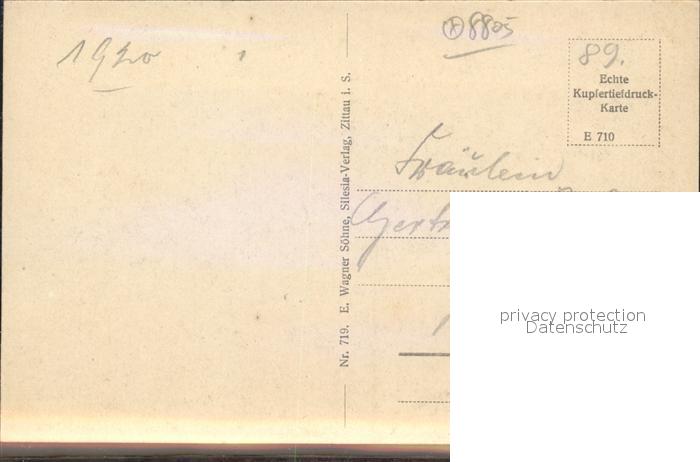 1920
8805
89.
Echte
Kupfertiefdruck-
Karte
E 710
Nr. 719. E. Wagner Söhne, Silesia-Verlag, Zittau i. S.
Fräulein
privacy protection
Datenschutz